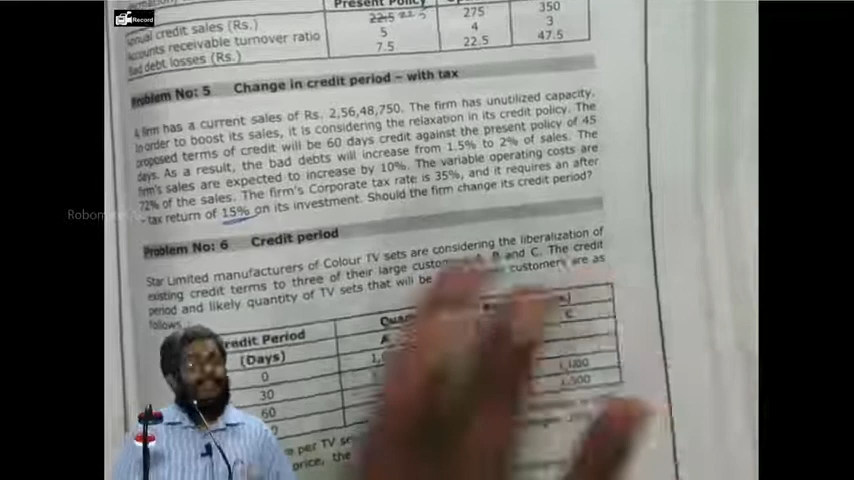 Record
Present Policy
22.5 22.5 275 350
Annual credit sales (Rs.) 5 4 3
Accounts receivable turnover ratio 7.5 22.5 47.5
Bad debt losses (Rs.)
Problem No: 5 Change in credit period – with tax
A firm has a current sales of Rs. 2,56,48,750. The firm has unutilized capacity.
In order to boost its sales, it is considering the relaxation in its credit policy. The
proposed terms of credit will be 60 days credit against the present policy of 45
days. As a result, the bad debts will increase from 1.5% to 2% of sales. The
firm's sales are expected to increase by 10%. The variable operating costs are
72% of the sales. The firm's Corporate tax rate is 35%, and it requires an after
- tax return of 15% on its investment. Should the firm change its credit period?
Problem No: 6 Credit period
Star Limited manufacturers of Colour TV sets are considering the liberalization of
existing credit terms to three of their large customers A, B and C. The credit
period and likely quantity of TV sets that will be customers are as
follows
Credit Period
(Days) A C
0
30 1,000
60 1,500
per TV
price, the